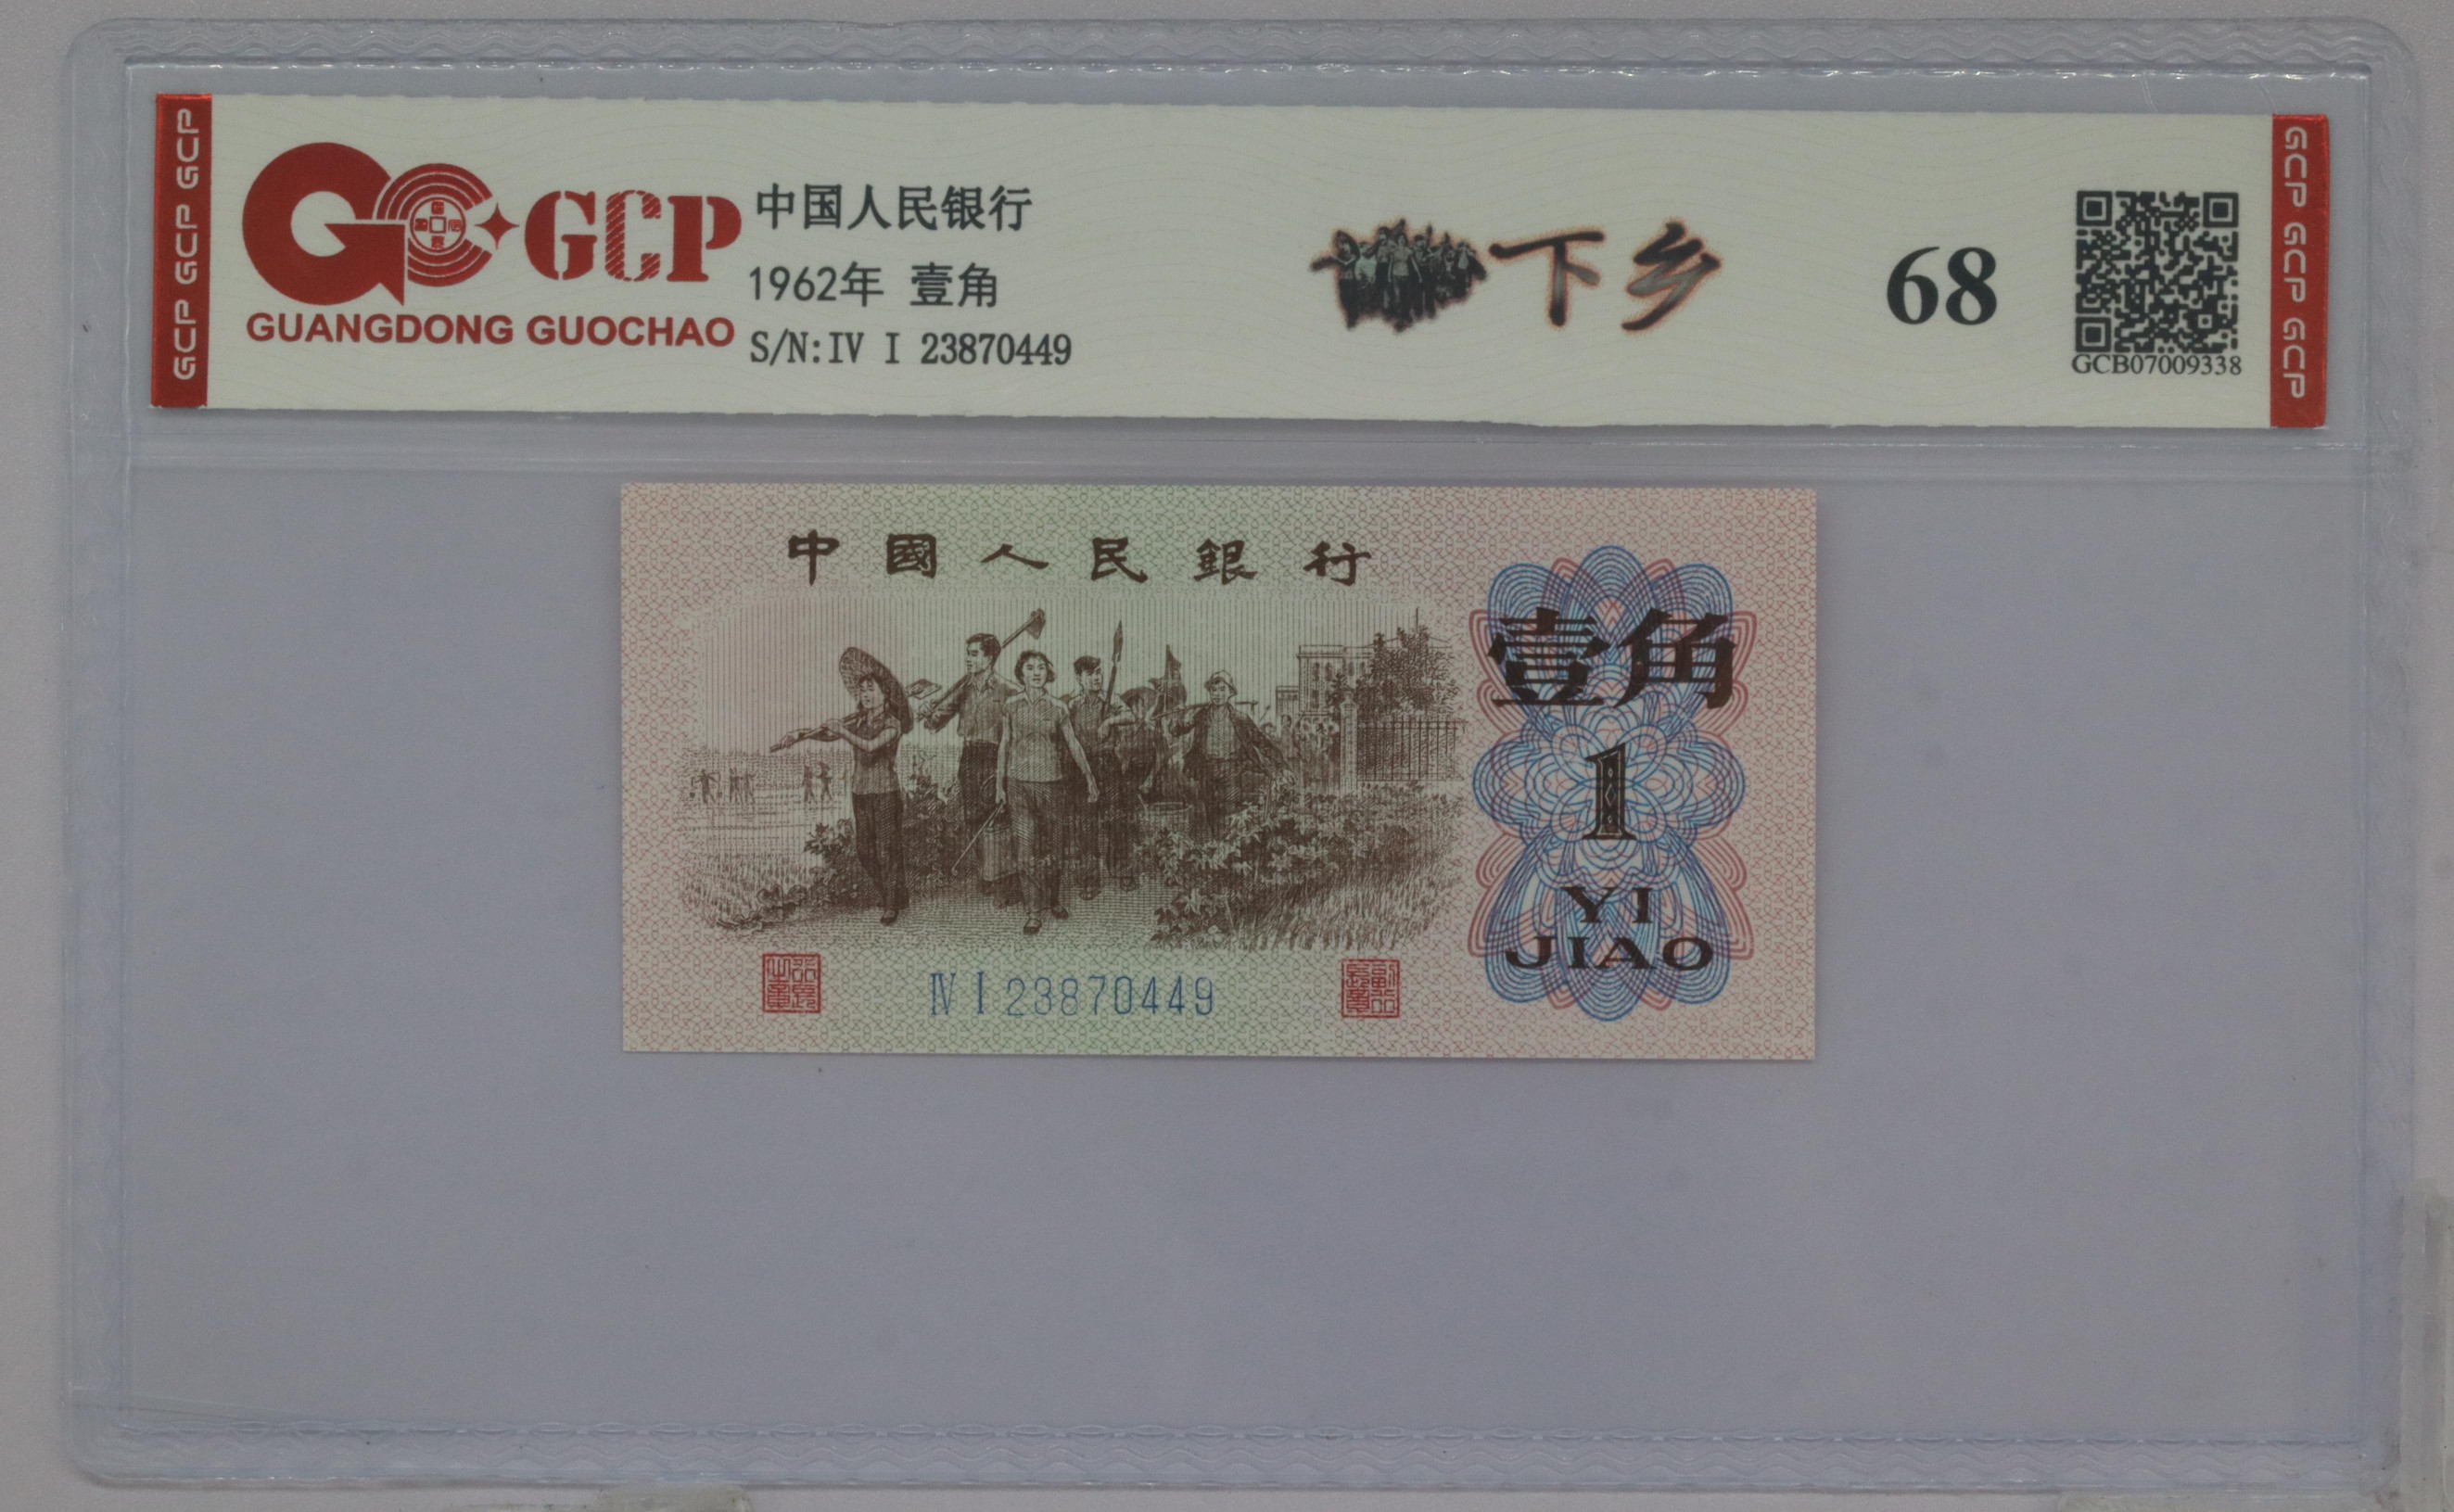 GCP GCP GCP
GCP
GUANGDONG GUOCHAO
中国人民银行
1962年 壹角
S/N:IV I 23870449
下乡
68
GCB07009338
GCP GCP GCP
中國人民銀行
壹角
1
YI
JIAO
IV I 23870449